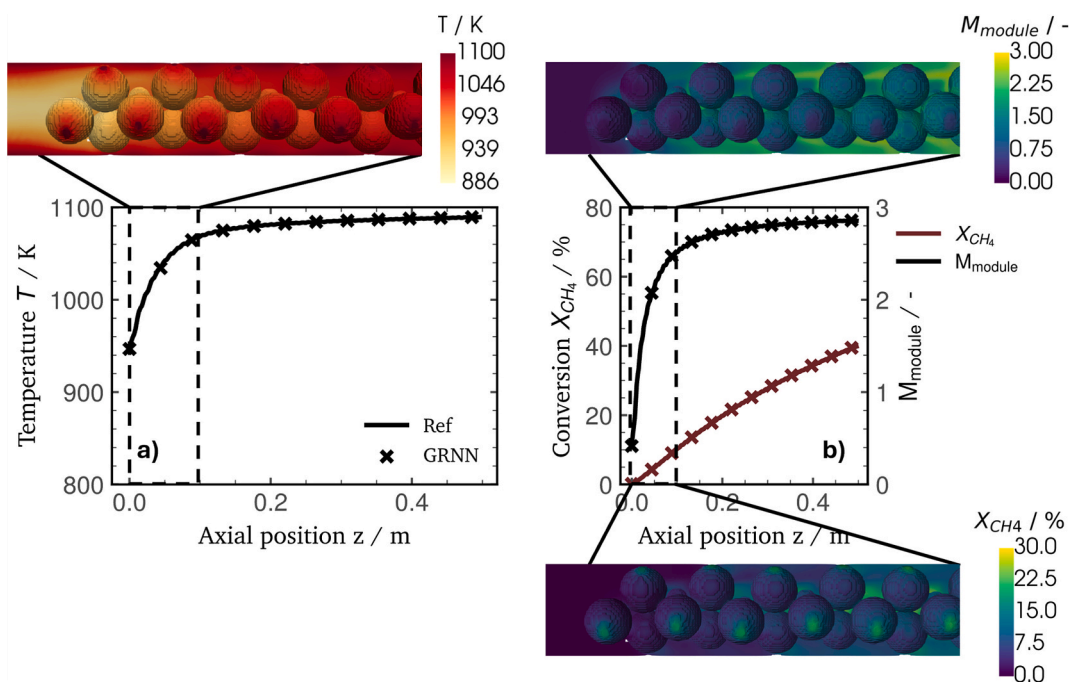 T / K
1100
1046
993
939
886
M_module / -
3.00
2.25
1.50
0.75
0.00
1100
1000
900
800
Temperature T / K
a)
Ref
GRNN
0.0
0.2
0.4
Axial position z / m
80
60
40
20
0
Conversion X_CH₄ / %
3
2
1
0
M_module / -
X_CH₄
M_module
b)
0.0
0.2
0.4
Axial position z / m
X_CH4 / %
30.0
22.5
15.0
7.5
0.0